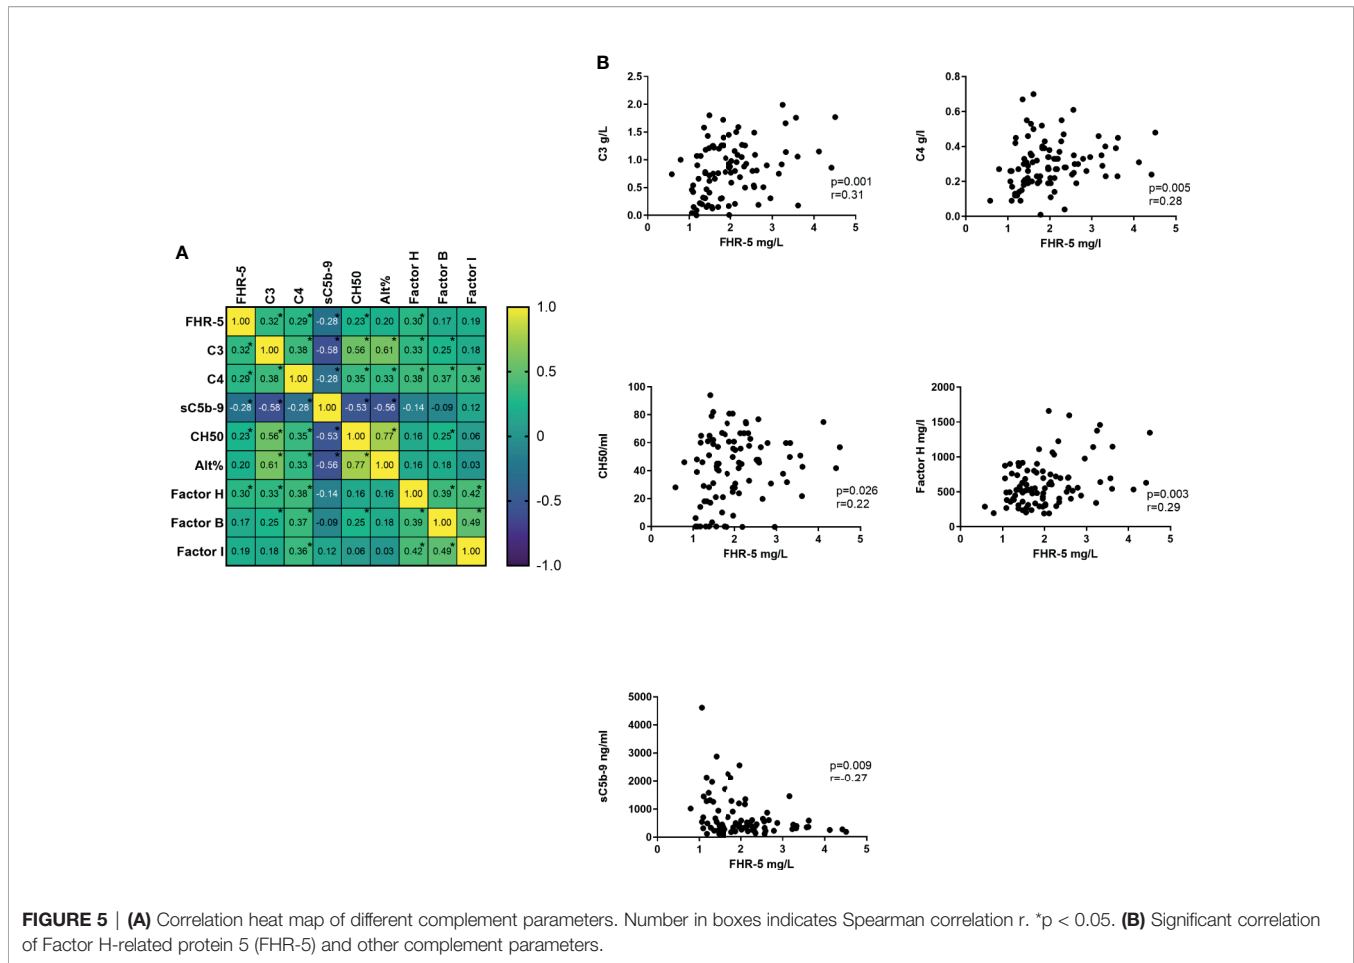 B
2.5
2.0
1.5
1.0
0.5
0.0
C3 g/L
0 1 2 3 4 5
FHR-5 mg/L
p=0.001
r=0.31
0.8
0.6
0.4
0.2
0.0
C4 g/l
0 1 2 3 4 5
FHR-5 mg/l
p=0.005
r=0.28
A
FHR-5 C3 C4 sC5b-9 CH50 Alt% Factor H Factor B Factor I
FHR-5 1.00 0.32* 0.29* -0.28* 0.23* 0.20 0.30* 0.17 0.19
C3 0.32* 1.00 0.38* -0.58* 0.56* 0.61* 0.33* 0.25* 0.18
C4 0.29* 0.38* 1.00 -0.28* 0.35* 0.33* 0.38* 0.37* 0.36*
sC5b-9 -0.28* -0.58* -0.28* 1.00 -0.53* -0.56* -0.14 -0.09 0.12
CH50 0.23* 0.56* 0.35* -0.53* 1.00 0.77* 0.16 0.25* 0.06
Alt% 0.20 0.61* 0.33* -0.56* 0.77* 1.00 0.16 0.18 0.03
Factor H 0.30* 0.33* 0.38* -0.14 0.16 0.16 1.00 0.39* 0.42*
Factor B 0.17 0.25* 0.37* -0.09 0.25* 0.18 0.39* 1.00 0.49*
Factor I 0.19 0.18 0.36* 0.12 0.06 0.03 0.42* 0.49* 1.00
1.0
0.5
0
-0.5
-1.0
100
80
60
40
20
0
CH50/ml
0 1 2 3 4 5
FHR-5 mg/L
p=0.026
r=0.22
2000
1500
1000
500
0
Factor H mg/l
0 1 2 3 4 5
FHR-5 mg/L
p=0.003
r=0.29
5000
4000
3000
2000
1000
0
sC5b-9 ng/ml
0 1 2 3 4 5
FHR-5 mg/L
p=0.009
r=-0.27
FIGURE 5 | (A) Correlation heat map of different complement parameters. Number in boxes indicates Spearman correlation r. *p < 0.05. (B) Significant correlation
of Factor H-related protein 5 (FHR-5) and other complement parameters.